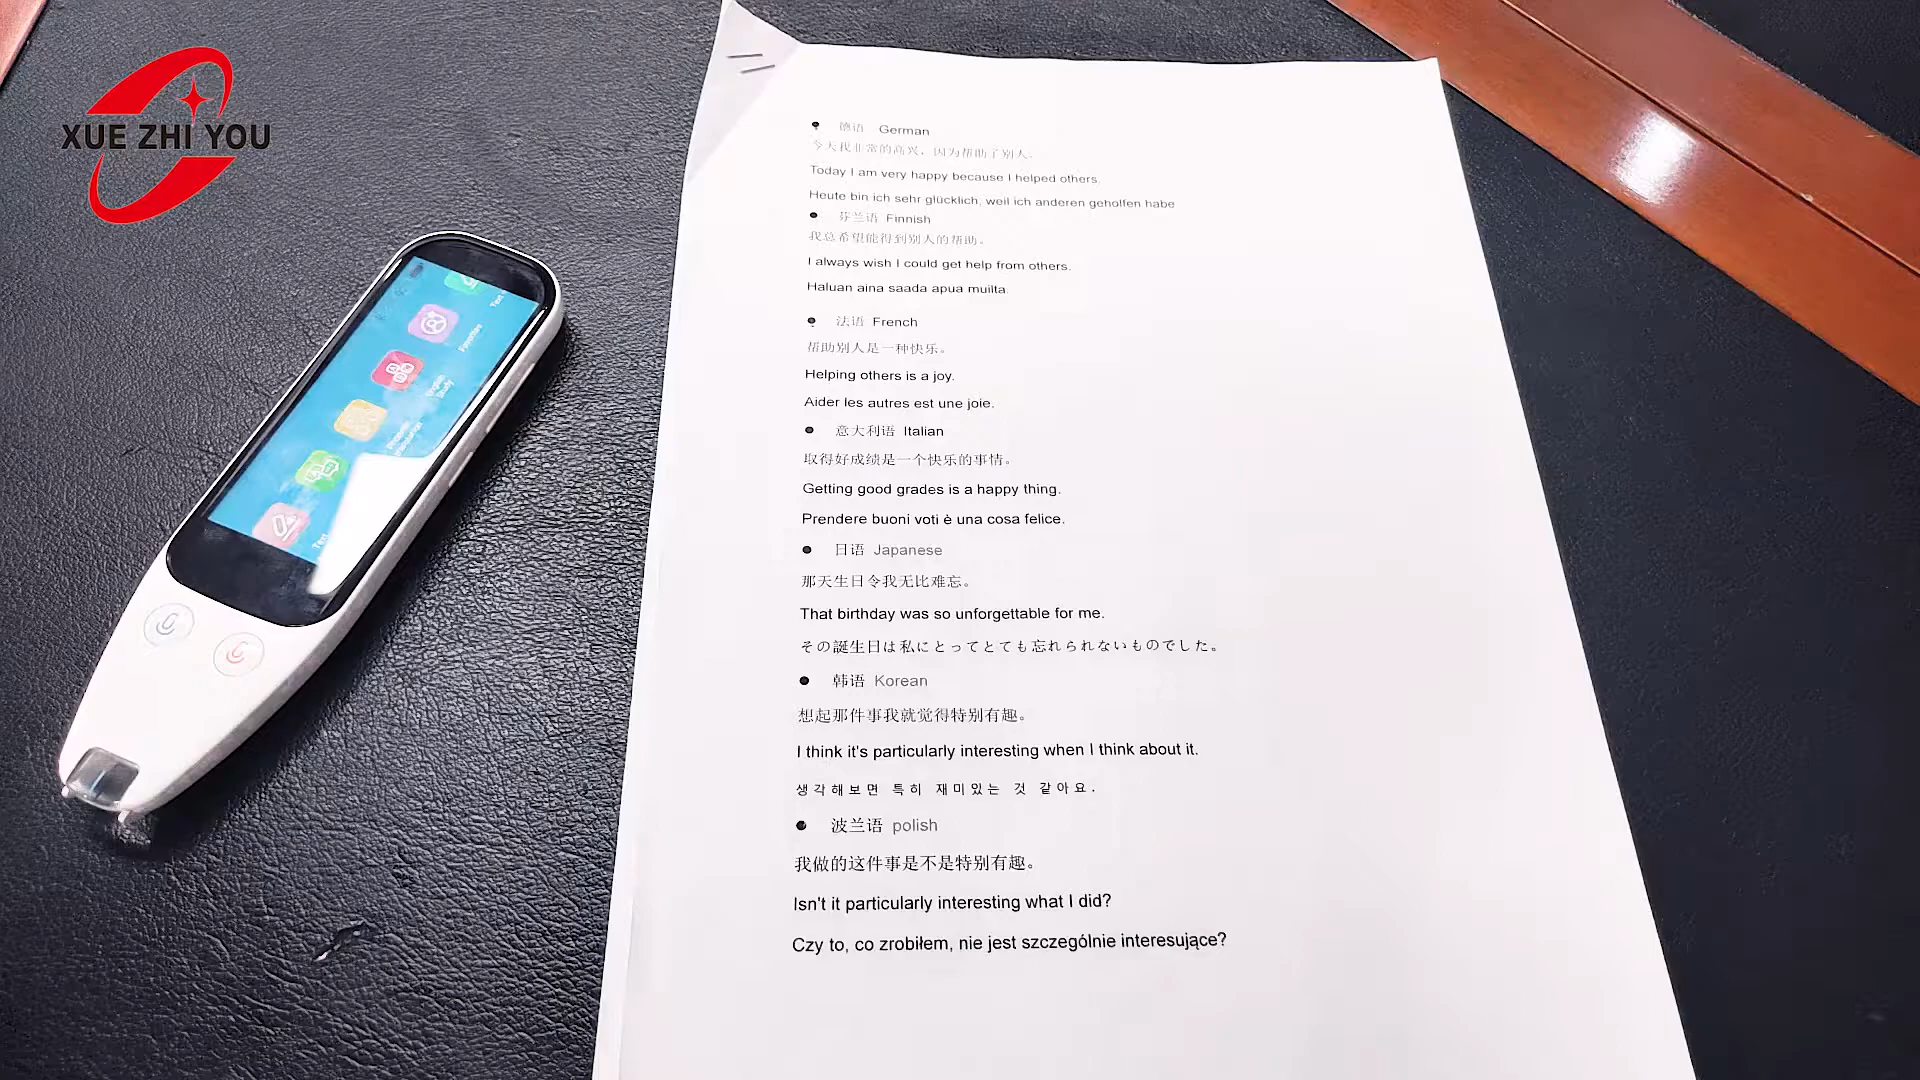 XUE ZHI YOU
德语 German
今天我非常的高兴，因为帮助了别人。
Today I am very happy because I helped others.
Heute bin ich sehr glücklich, weil ich anderen geholfen habe
芬兰语 Finnish
我总希望能得到别人的帮助。
I always wish I could get help from others.
Haluan aina saada apua muilta.
法语 French
帮助别人是一种快乐。
Helping others is a joy.
Aider les autres est une joie.
意大利语 Italian
取得好成绩是一个快乐的事情。
Getting good grades is a happy thing.
Prendere buoni voti è una cosa felice.
日语 Japanese
那天生日令我无比难忘。
That birthday was so unforgettable for me.
その誕生日は私にとってとても忘れられないものでした。
韩语 Korean
想起那件事我就觉得特别有趣。
I think it's particularly interesting when I think about it.
생각해보면 특히 재미있는 것 같아요.
波兰语 polish
我做的这件事是不是特别有趣。
Isn't it particularly interesting what I did?
Czy to, co zrobiłem, nie jest szczególnie interesujące?
Text
Favorites
English
Study
Text